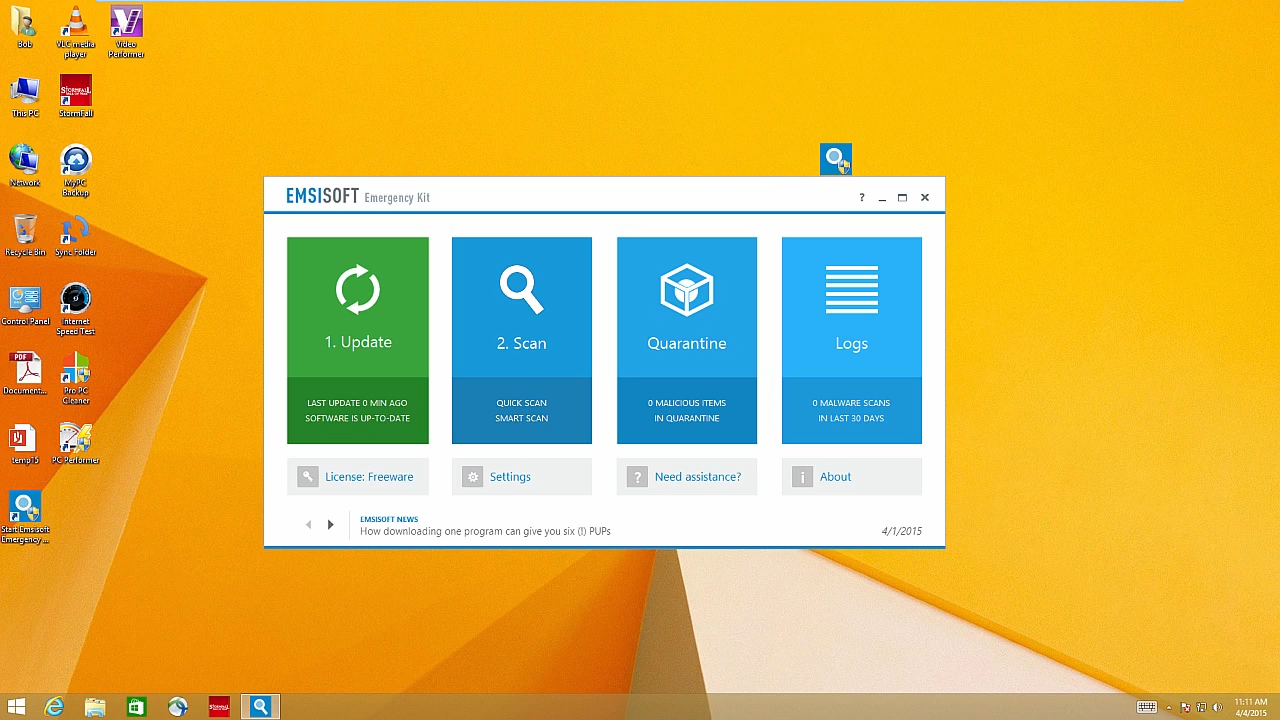 Bob
VLC media
player
Video
Performer
This PC
STORMFALL
StormFall
Network
MyPC
Backup
Recycle Bin
Sync Folder
Control Panel
Internet
Speed Test
PDF
Document...
Pro PC
Cleaner
temp15
PC Performer
Start Emsisoft
Emergency ...
EMSISOFT Emergency Kit
?
1. Update
LAST UPDATE 0 MIN AGO
SOFTWARE IS UP-TO-DATE
2. Scan
QUICK SCAN
SMART SCAN
Quarantine
0 MALICIOUS ITEMS
IN QUARANTINE
Logs
0 MALWARE SCANS
IN LAST 30 DAYS
License: Freeware
Settings
? Need assistance?
i About
EMSISOFT NEWS
How downloading one program can give you six (!) PUPs
4/1/2015
11:11 AM
4/4/2015